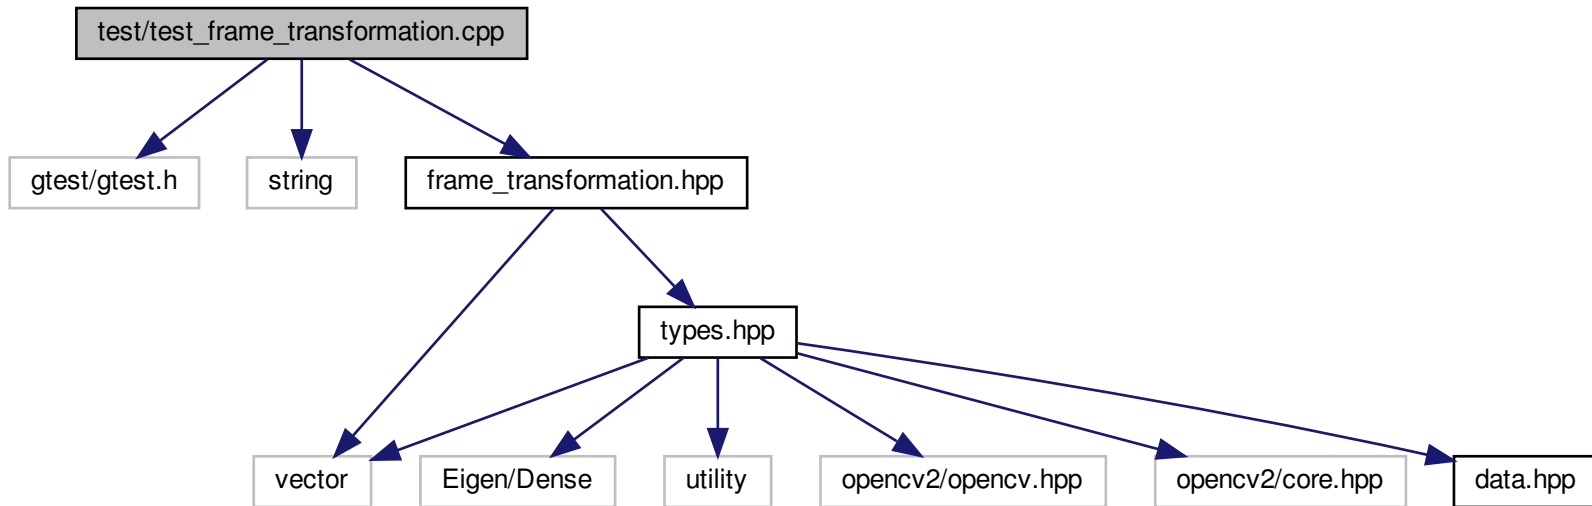 test/test_frame_transformation.cpp
gtest/gtest.h
string
frame_transformation.hpp
types.hpp
vector
Eigen/Dense
utility
opencv2/opencv.hpp
opencv2/core.hpp
data.hpp